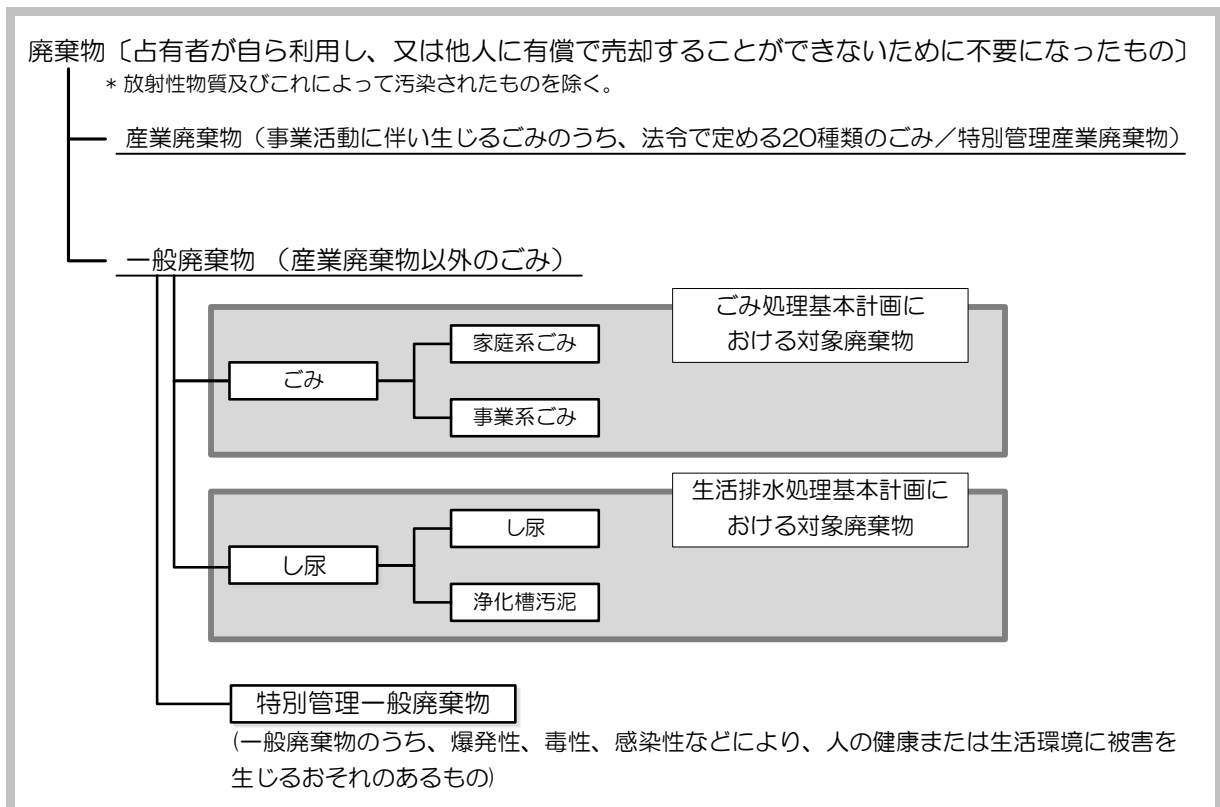 廃棄物〔占有者が自ら利用し、又は他人に有償で売却することができないために不要になったもの〕
* 放射性物質及びこれによって汚染されたものを除く。
産業廃棄物（事業活動に伴い生じるごみのうち、法令で定める20種類のごみ／特別管理産業廃棄物）
一般廃棄物 （産業廃棄物以外のごみ）
ごみ処理基本計画に
おける対象廃棄物
家庭系ごみ
ごみ
事業系ごみ
生活排水処理基本計画に
おける対象廃棄物
し尿
し尿
浄化槽汚泥
特別管理一般廃棄物
(一般廃棄物のうち、爆発性、毒性、感染性などにより、人の健康または生活環境に被害を
生じるおそれのあるもの)